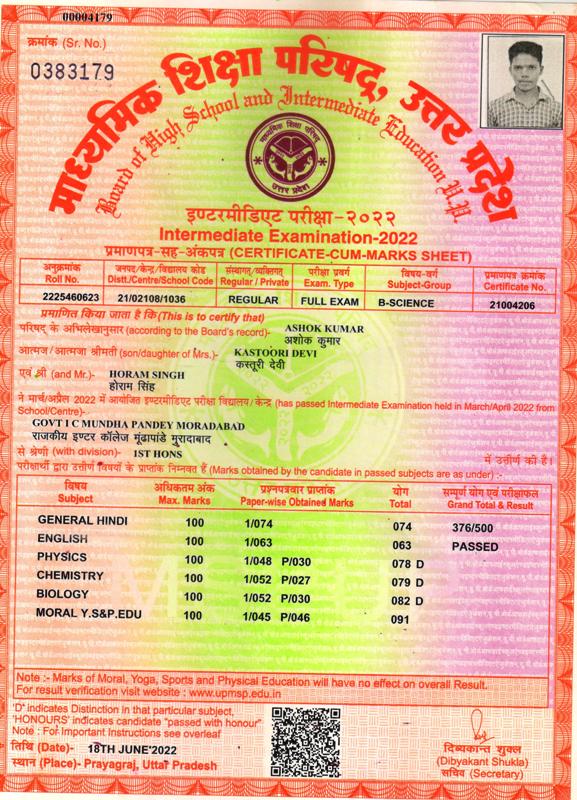 00004179
क्रमांक (Sr. No.)
0383179
माध्यमिक शिक्षा परिषद्, उत्तर प्रदेश
Board of High School and Intermediate Education U.P.
माध्यमिक शिक्षा परिषद्
उत्तर प्रदेश
इण्टरमीडिएट परीक्षा-२०२२
Intermediate Examination-2022
प्रमाणपत्र-सह-अंकपत्र (CERTIFICATE-CUM-MARKS SHEET)
अनुक्रमांक जनपद/केन्द्र/विद्यालय कोड संस्थागत/व्यक्तिगत परीक्षा प्रवर्ग विषय-वर्ग प्रमाणपत्र क्रमांक
Roll No. Distt./Centre/School Code Regular / Private Exam. Type Subject-Group Certificate No.
2225460623 21/02108/1036 REGULAR FULL EXAM B-SCIENCE 21004206
प्रमाणित किया जाता है कि(This is to certify that)
परिषद् के अभिलेखानुसार (according to the Board's record)- ASHOK KUMAR
अशोक कुमार
आत्मज/आत्मजा श्रीमती (son/daughter of Mrs.)- KASTOORI DEVI
कस्तूरी देवी
एवं श्री (and Mr.)- HORAM SINGH
होराम सिंह
ने मार्च/अप्रैल 2022 में आयोजित इण्टरमीडिएट परीक्षा विद्यालय/केन्द्र (has passed Intermediate Examination held in March/April 2022 from
School/Centre)-
GOVT I C MUNDHA PANDEY MORADABAD
राजकीय इण्टर कॉलेज मूंढापांडे मुरादाबाद
से श्रेणी (with division)- 1ST HONS में उत्तीर्ण की है।
परीक्षार्थी द्वारा उत्तीर्ण विषयों के प्राप्तांक निम्नवत हैं (Marks obtained by the candidate in passed subjects are as under) :-
विषय अधिकतम अंक प्रश्नपत्रवार प्राप्तांक योग सम्पूर्ण योग एवं परीक्षाफल
Subject Max. Marks Paper-wise Obtained Marks Total Grand Total & Result
GENERAL HINDI 100 1/074 074 376/500
ENGLISH 100 1/063 063 PASSED
PHYSICS 100 1/048 P/030 078 D
CHEMISTRY 100 1/052 P/027 079 D
BIOLOGY 100 1/052 P/030 082 D
MORAL Y.S&P.EDU 100 1/045 P/046 091
Note :- Marks of Moral, Yoga, Sports and Physical Education will have no effect on overall Result.
For result verification visit website : www.upmsp.edu.in
'D' indicates Distinction in that particular subject,
'HONOURS' indicates candidate "passed with honour"
Note : For Important Instructions see overleaf
तिथि (Date)- 18TH JUNE'2022
स्थान (Place)- Prayagraj, Uttar Pradesh
दिव्यकान्त शुक्ल
(Dibyakant Shukla)
सचिव (Secretary)